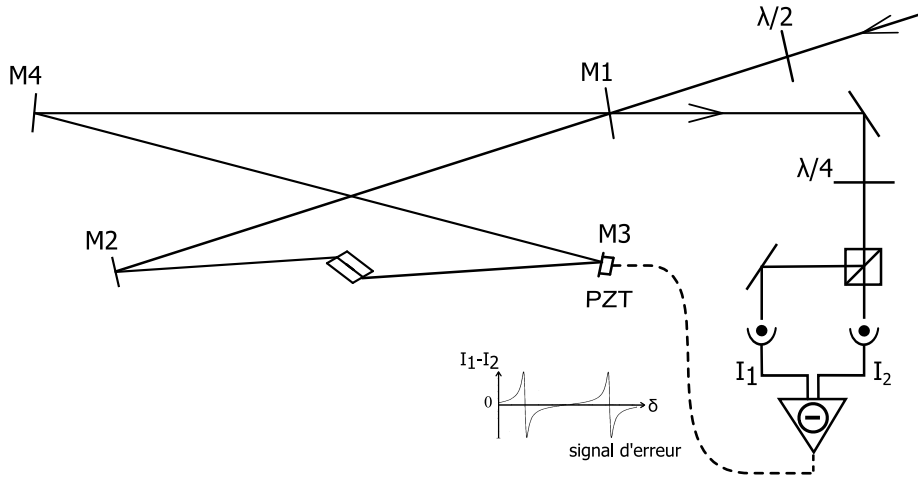 λ/2
M4
M1
λ/4
M2
M3
PZT
I₁-I₂
0
δ
signal d'erreur
I₁
I₂